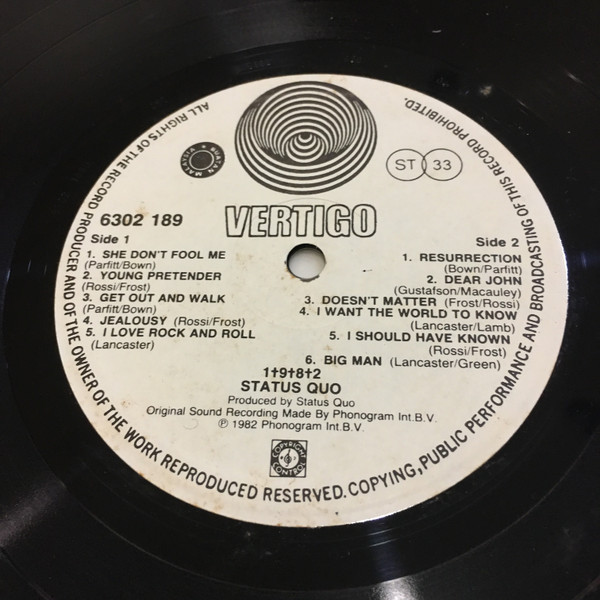 ALL RIGHTS OF THE RECORD PRODUCER AND OF THE OWNER OF THE WORK REPRODUCED RESERVED. COPYING, PUBLIC PERFORMANCE AND BROADCASTING OF THIS RECORD PROHIBITED.
BUATAN MALAYSIA
ST 33
VERTIGO
6302 189
Side 1
1. SHE DON'T FOOL ME
(Parfitt/Bown)
2. YOUNG PRETENDER
(Rossi/Frost)
3. GET OUT AND WALK
(Parfitt/Bown)
4. JEALOUSY (Rossi/Frost)
5. I LOVE ROCK AND ROLL
(Lancaster)
Side 2
1. RESURRECTION
(Bown/Parfitt)
2. DEAR JOHN
(Gustafson/Macauley)
3. DOESN'T MATTER (Frost/Rossi)
4. I WANT THE WORLD TO KNOW
(Lancaster/Lamb)
5. I SHOULD HAVE KNOWN
(Rossi/Frost)
6. BIG MAN (Lancaster/Green)
1†9†8†2
STATUS QUO
Produced by Status Quo
Original Sound Recording Made By Phonogram Int.B.V.
℗ 1982 Phonogram Int.B.V.
COPYRIGHT CONTROL